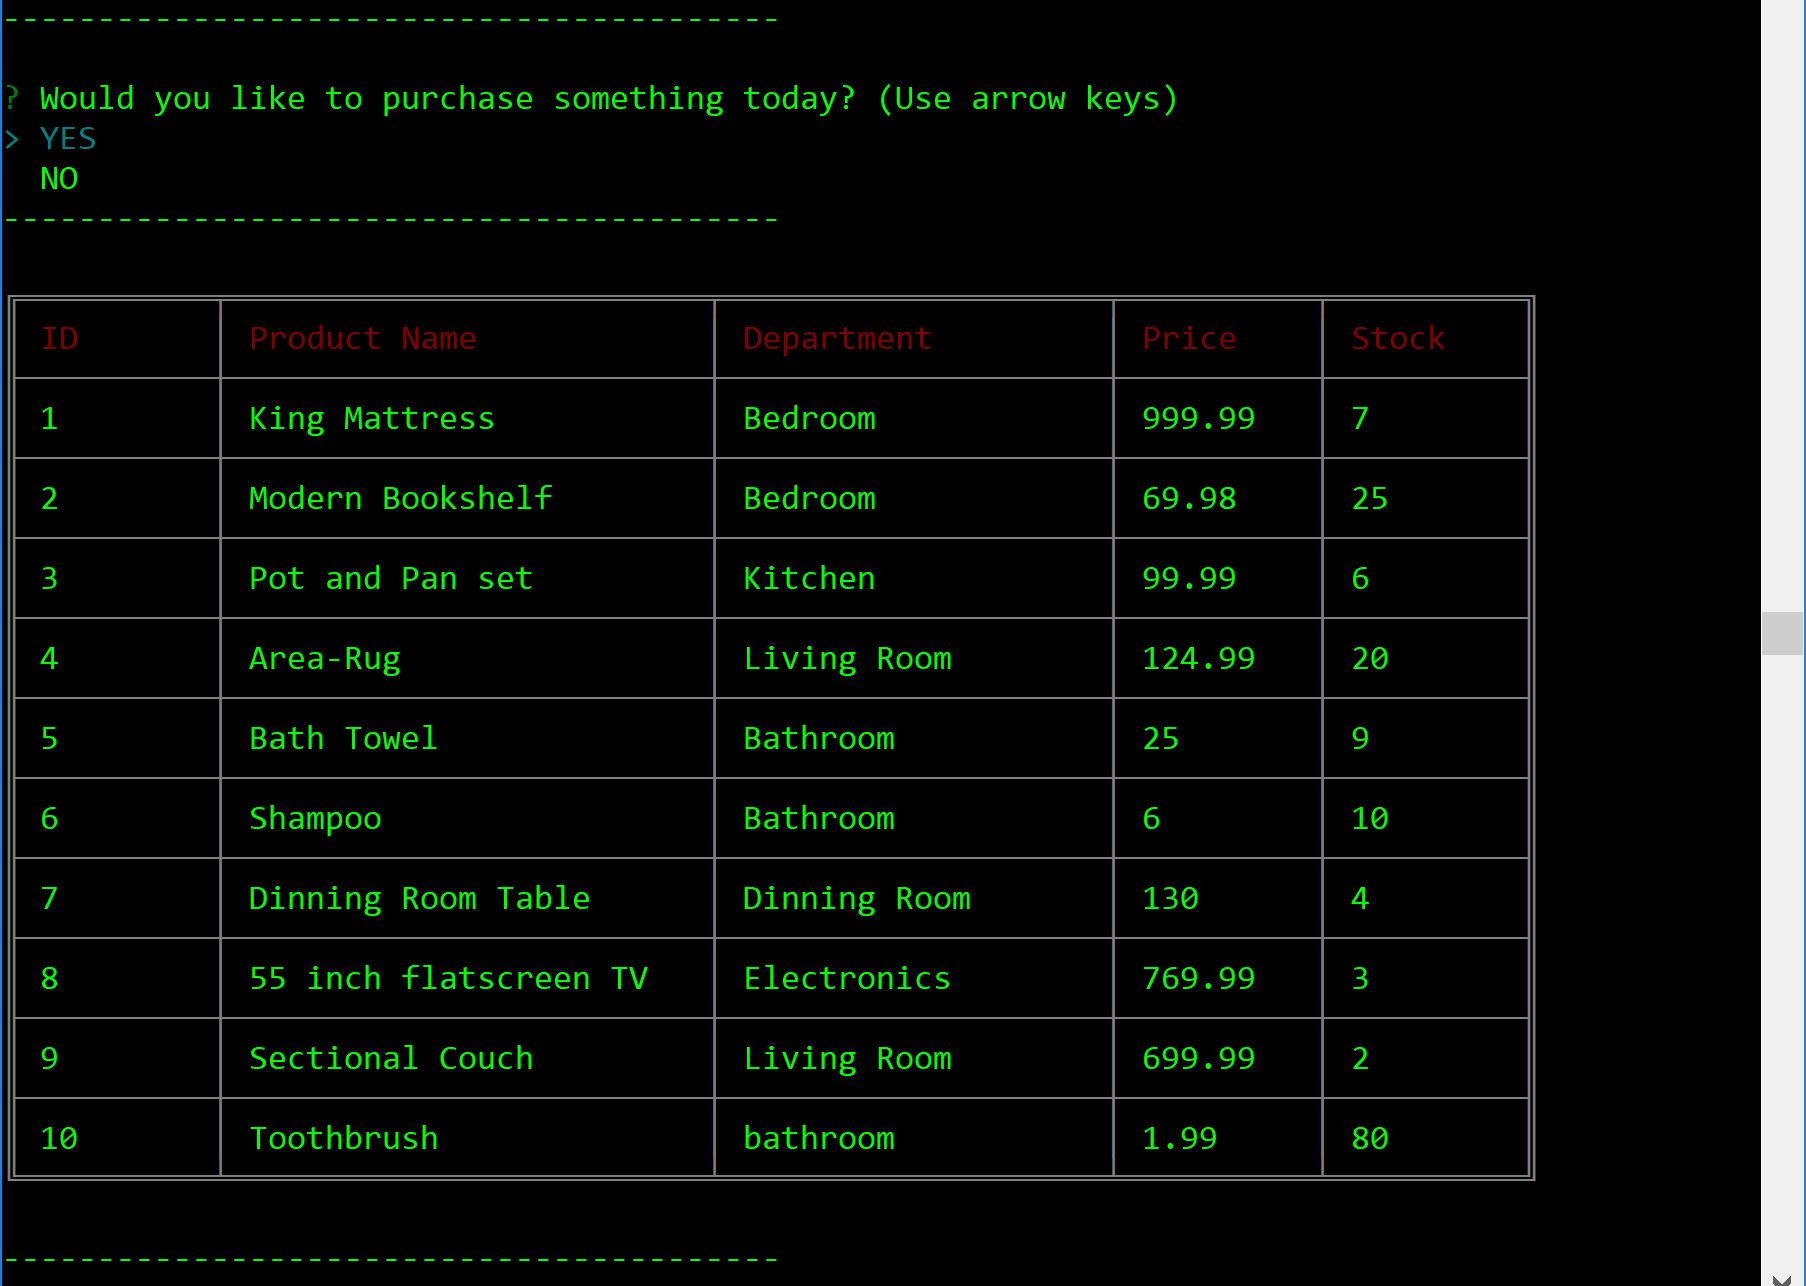 -----------------------------------------
? Would you like to purchase something today? (Use arrow keys)
> YES
NO
-----------------------------------------
ID Product Name Department Price Stock
1 King Mattress Bedroom 999.99 7
2 Modern Bookshelf Bedroom 69.98 25
3 Pot and Pan set Kitchen 99.99 6
4 Area-Rug Living Room 124.99 20
5 Bath Towel Bathroom 25 9
6 Shampoo Bathroom 6 10
7 Dinning Room Table Dinning Room 130 4
8 55 inch flatscreen TV Electronics 769.99 3
9 Sectional Couch Living Room 699.99 2
10 Toothbrush bathroom 1.99 80
-----------------------------------------